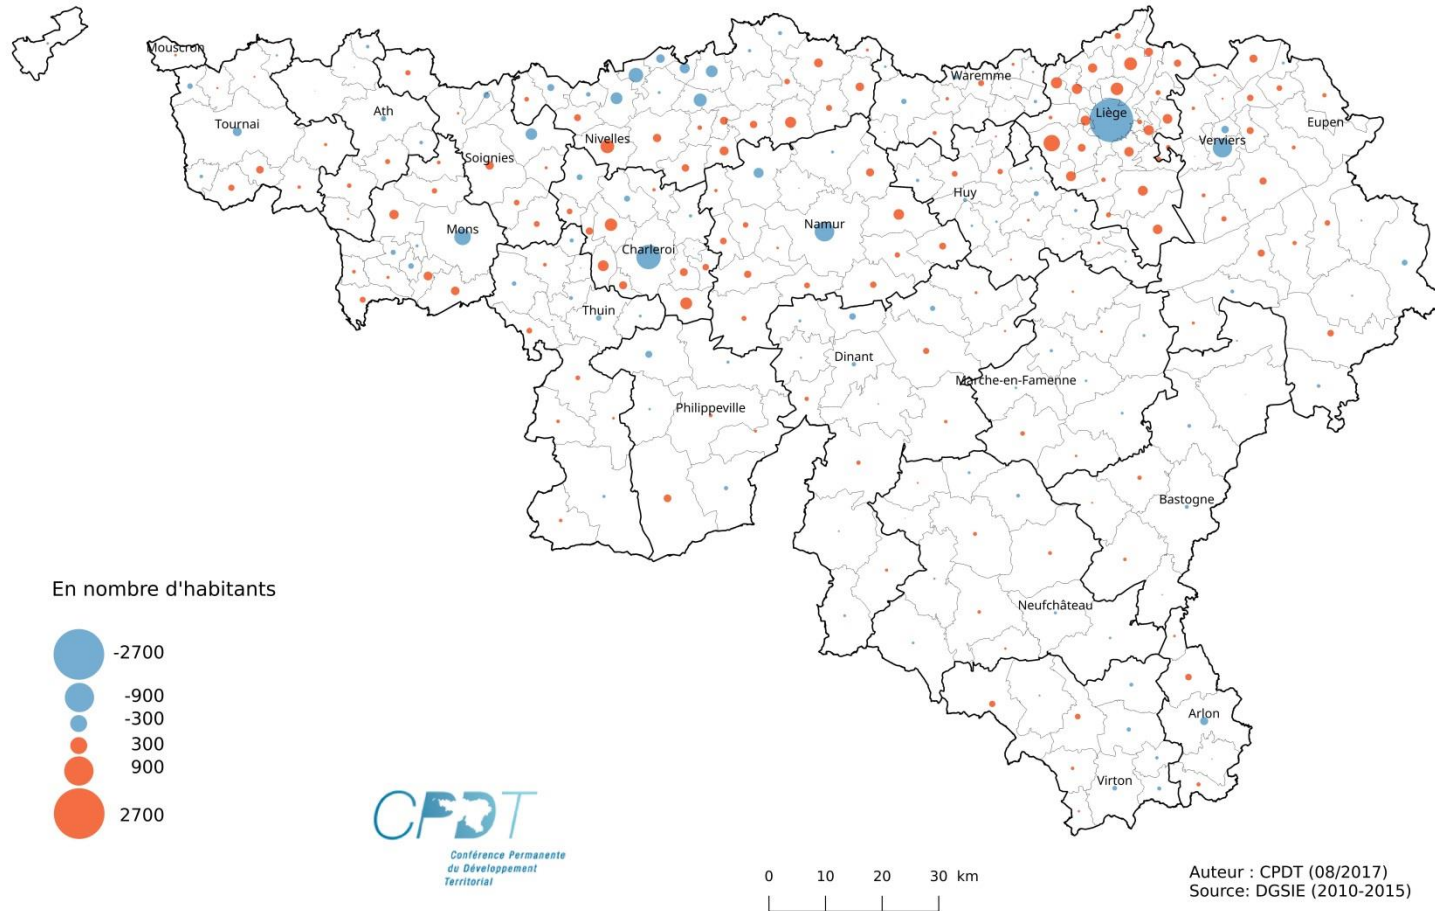 Mouscron
Waremme
Ath
Liège
Tournai
Eupen
Nivelles
Verviers
Soignies
Huy
Namur
Mons
Charleroi
Thuin
Dinant
Marche-en-Famenne
Philippeville
Bastogne
En nombre d'habitants
Neufchâteau
-2700
-900
-300
300
900
2700
Arlon
Virton
CPDT
Conférence Permanente
du Développement
Territorial
0 10 20 30 km
Auteur : CPDT (08/2017)
Source: DGSIE (2010-2015)